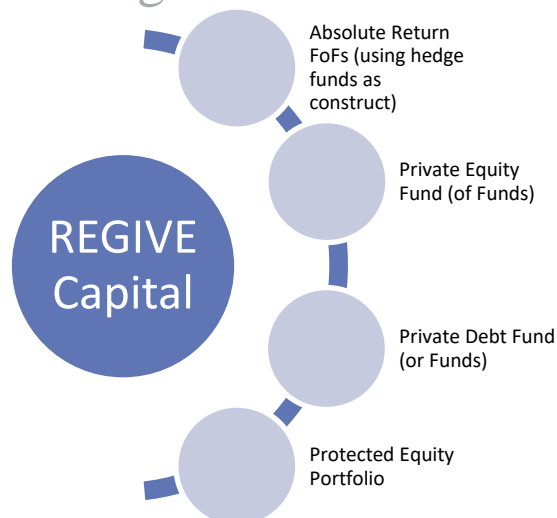 Absolute Return
FoFs (using hedge
funds as
construct)
Private Equity
Fund (of Funds)
REGIVE
Capital
Private Debt Fund
(or Funds)
Protected Equity
Portfolio